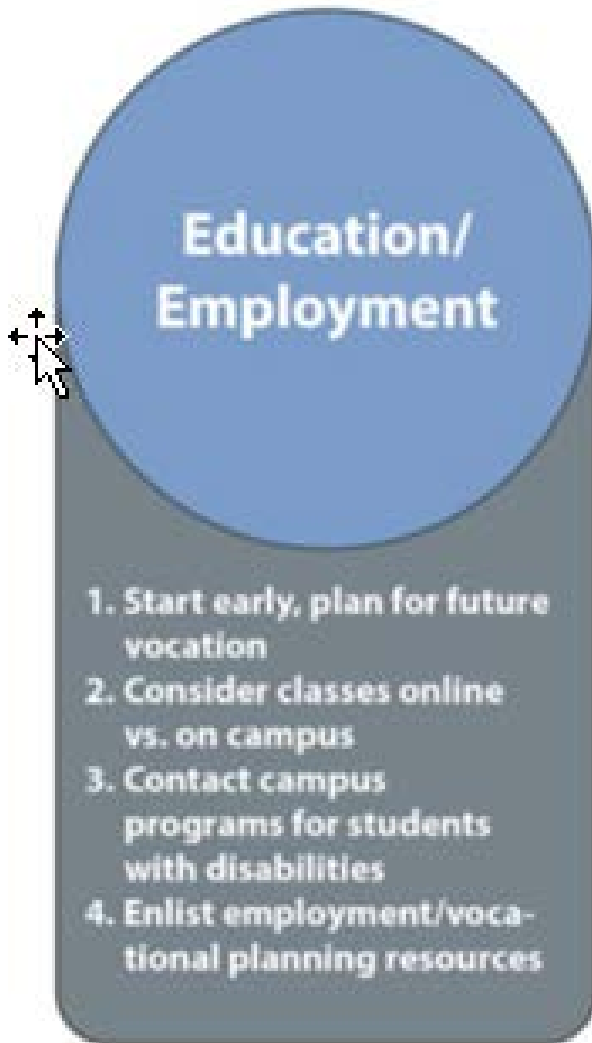 Education/
Employment
1. Start early, plan for future
vocation
2. Consider classes online
vs. on campus
3. Contact campus
programs for students
with disabilities
4. Enlist employment/voca-
tional planning resources